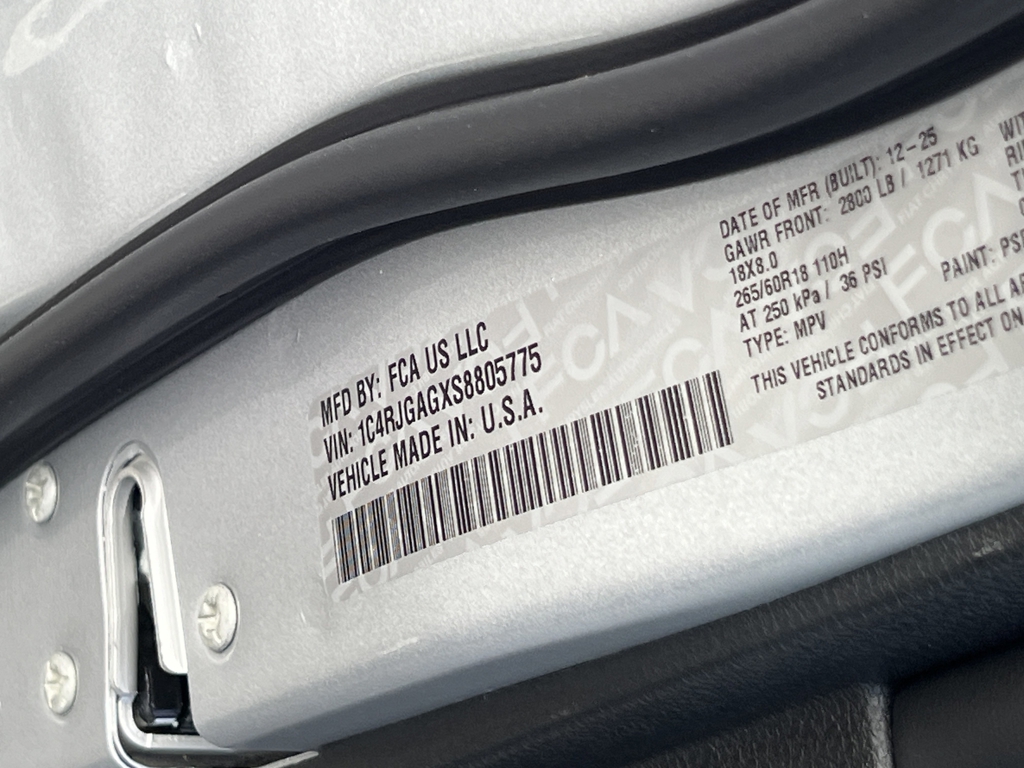 MFD BY: FCA US LLC
VIN: 1C4RJGAGXS8805775
VEHICLE MADE IN: U.S.A.
DATE OF MFR (BUILT): 12-25
GAWR FRONT: 2800 LB / 1271 KG
18X8.0
265/60R18 110H
AT 250 kPa / 36 PSI
TYPE: MPV
PAINT:
THIS VEHICLE CONFORMS TO ALL
STANDARDS IN EFFECT ON